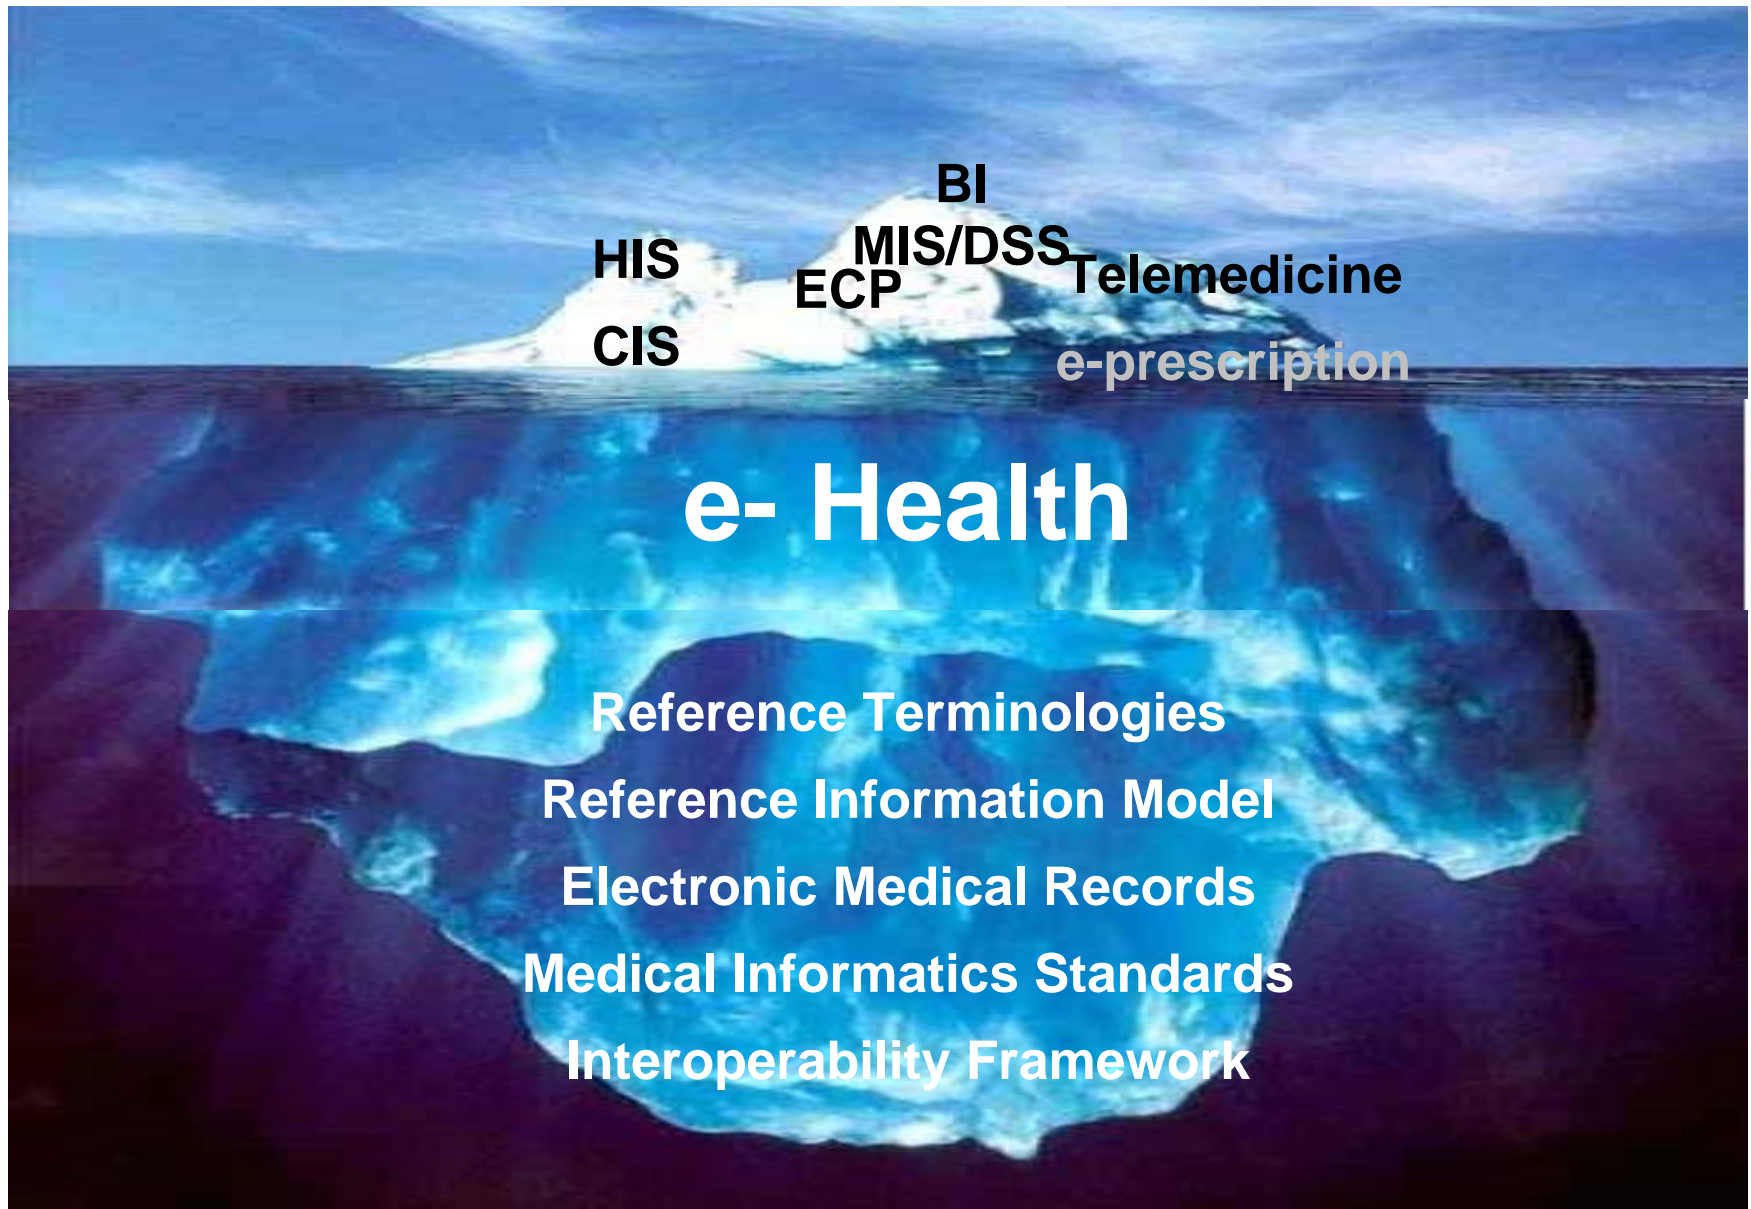 BI
HIS
MIS/DSS
ECP
Telemedicine
CIS
e-prescription
e- Health
Reference Terminologies
Reference Information Model
Electronic Medical Records
Medical Informatics Standards
Interoperability Framework